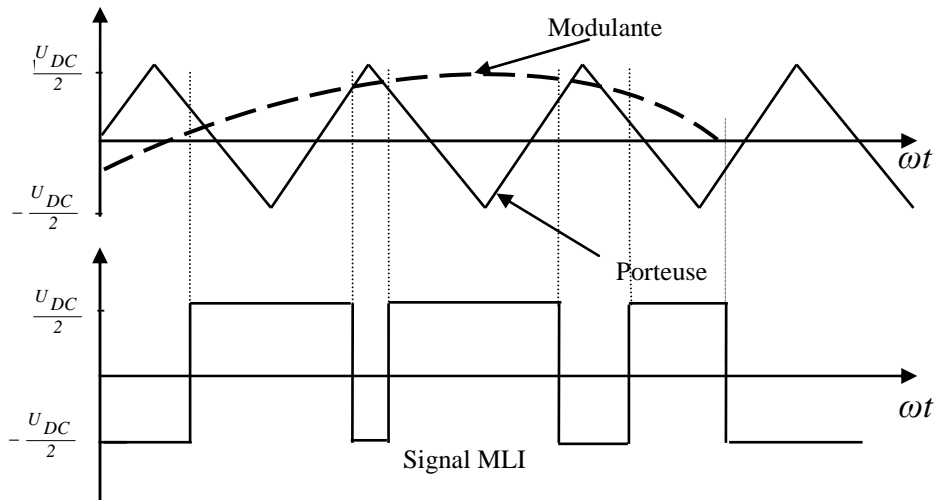 Modulante
U_DC/2
ωt
-U_DC/2
Porteuse
U_DC/2
ωt
-U_DC/2
Signal MLI